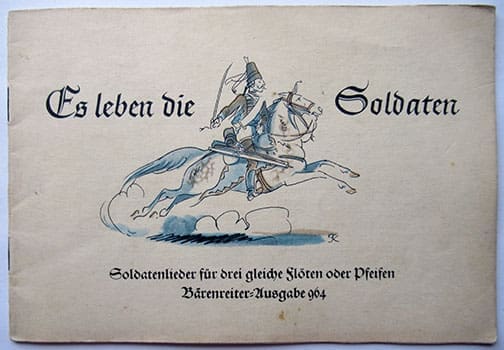 Es leben die Soldaten
Soldatenlieder für drei gleiche Flöten oder Pfeifen
Bärenreiter-Ausgabe 964